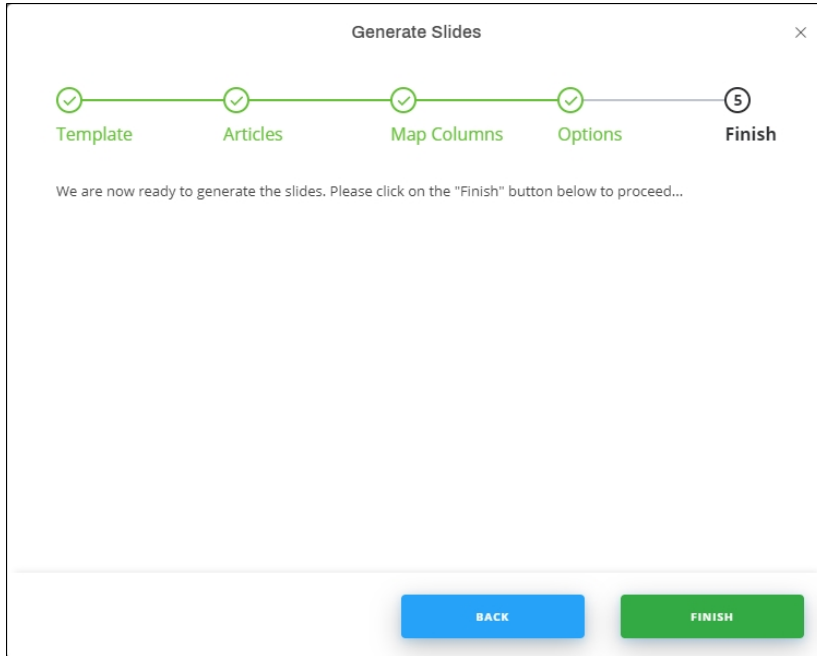 Generate Slides
5
Template Articles Map Columns Options Finish
We are now ready to generate the slides. Please click on the "Finish" button below to proceed...
BACK FINISH